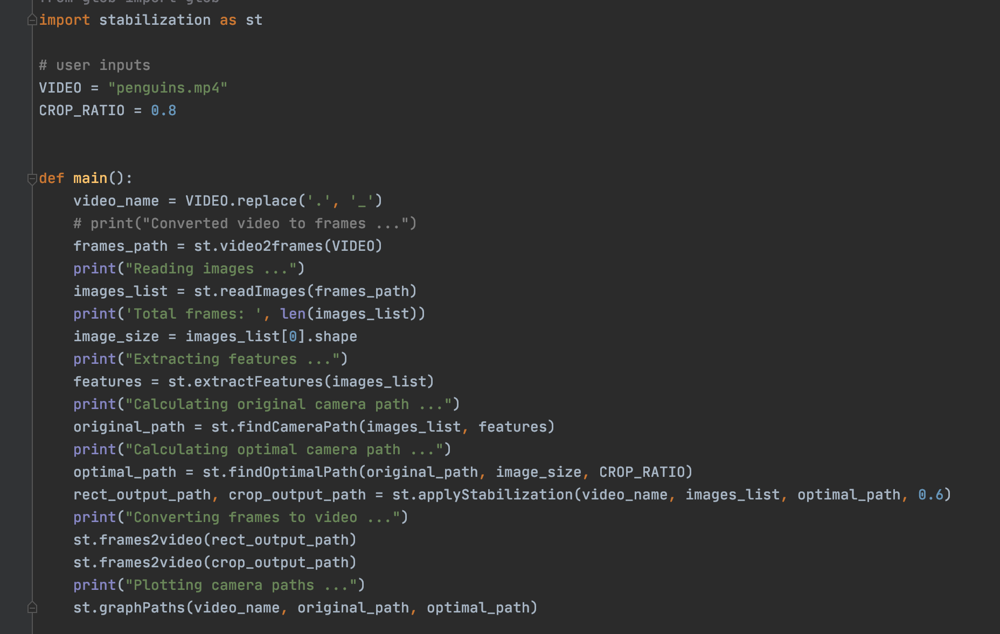 from glob import glob
import stabilization as st
# user inputs
VIDEO = "penguins.mp4"
CROP_RATIO = 0.8
def main():
    video_name = VIDEO.replace('.', '_')
    # print("Converted video to frames ...")
    frames_path = st.video2frames(VIDEO)
    print("Reading images ...")
    images_list = st.readImages(frames_path)
    print('Total frames: ', len(images_list))
    image_size = images_list[0].shape
    print("Extracting features ...")
    features = st.extractFeatures(images_list)
    print("Calculating original camera path ...")
    original_path = st.findCameraPath(images_list, features)
    print("Calculating optimal camera path ...")
    optimal_path = st.findOptimalPath(original_path, image_size, CROP_RATIO)
    rect_output_path, crop_output_path = st.applyStabilization(video_name, images_list, optimal_path, 0.6)
    print("Converting frames to video ...")
    st.frames2video(rect_output_path)
    st.frames2video(crop_output_path)
    print("Plotting camera paths ...")
    st.graphPaths(video_name, original_path, optimal_path)